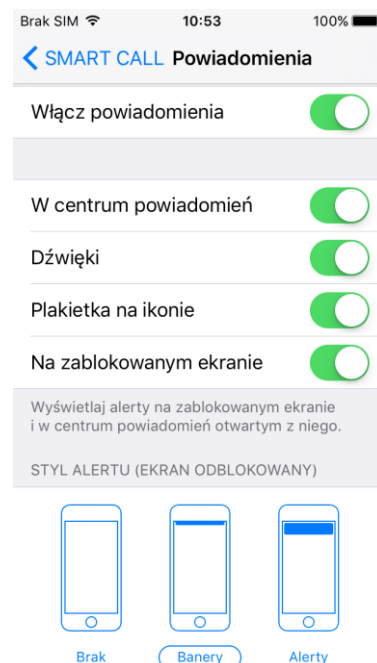 Brak SIM 10:53 100%
SMART CALL Powiadomienia
Włącz powiadomienia
W centrum powiadomień
Dźwięki
Plakietka na ikonie
Na zablokowanym ekranie
Wyświetlaj alerty na zablokowanym ekranie
i w centrum powiadomień otwartym z niego.
STYL ALERTU (EKRAN ODBLOKOWANY)
Brak Banery Alerty